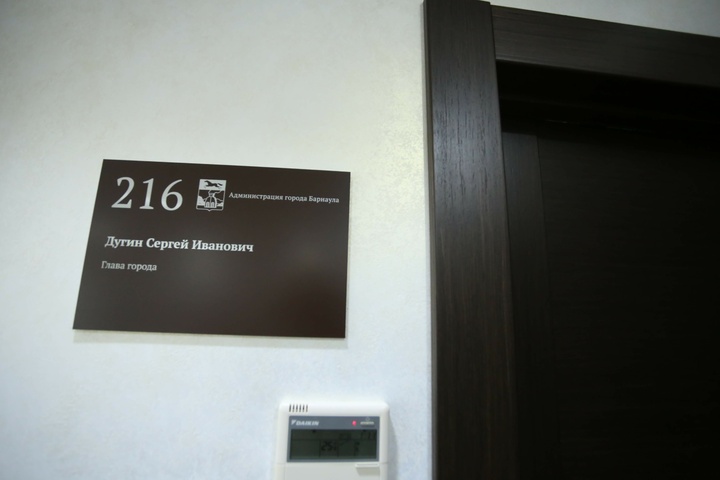 216
Администрация города Барнаула
Дугин Сергей Иванович
Глава города
DAIKIN